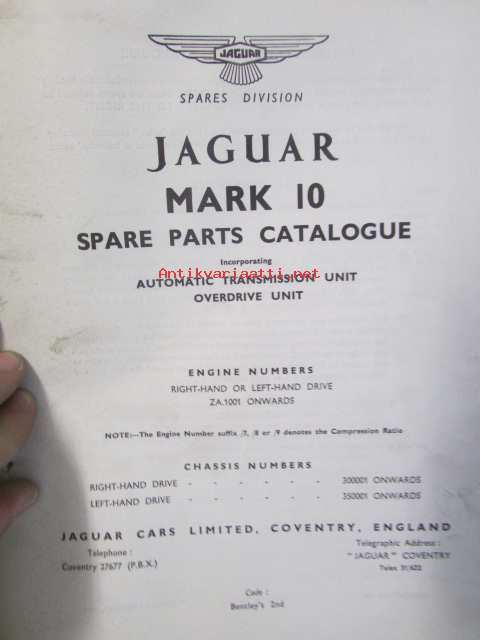 JAGUAR
SPARES DIVISION
JAGUAR
MARK 10
SPARE PARTS CATALOGUE
Incorporating
Antikvariaatti.net
AUTOMATIC TRANSMISSION UNIT
OVERDRIVE UNIT
ENGINE NUMBERS
RIGHT-HAND OR LEFT-HAND DRIVE
ZA.1001 ONWARDS
NOTE:—The Engine Number suffix /7, /8 or /9 denotes the Compression Ratio
CHASSIS NUMBERS
RIGHT-HAND DRIVE - - - - - - 300001 ONWARDS
LEFT-HAND DRIVE - - - - - - 350001 ONWARDS
JAGUAR CARS LIMITED, COVENTRY, ENGLAND
Telephone :
Coventry 27677 (P.B.X.)
Telegraphic Address :
"JAGUAR" COVENTRY
Telex 31/622
Code :
Bentley's 2nd